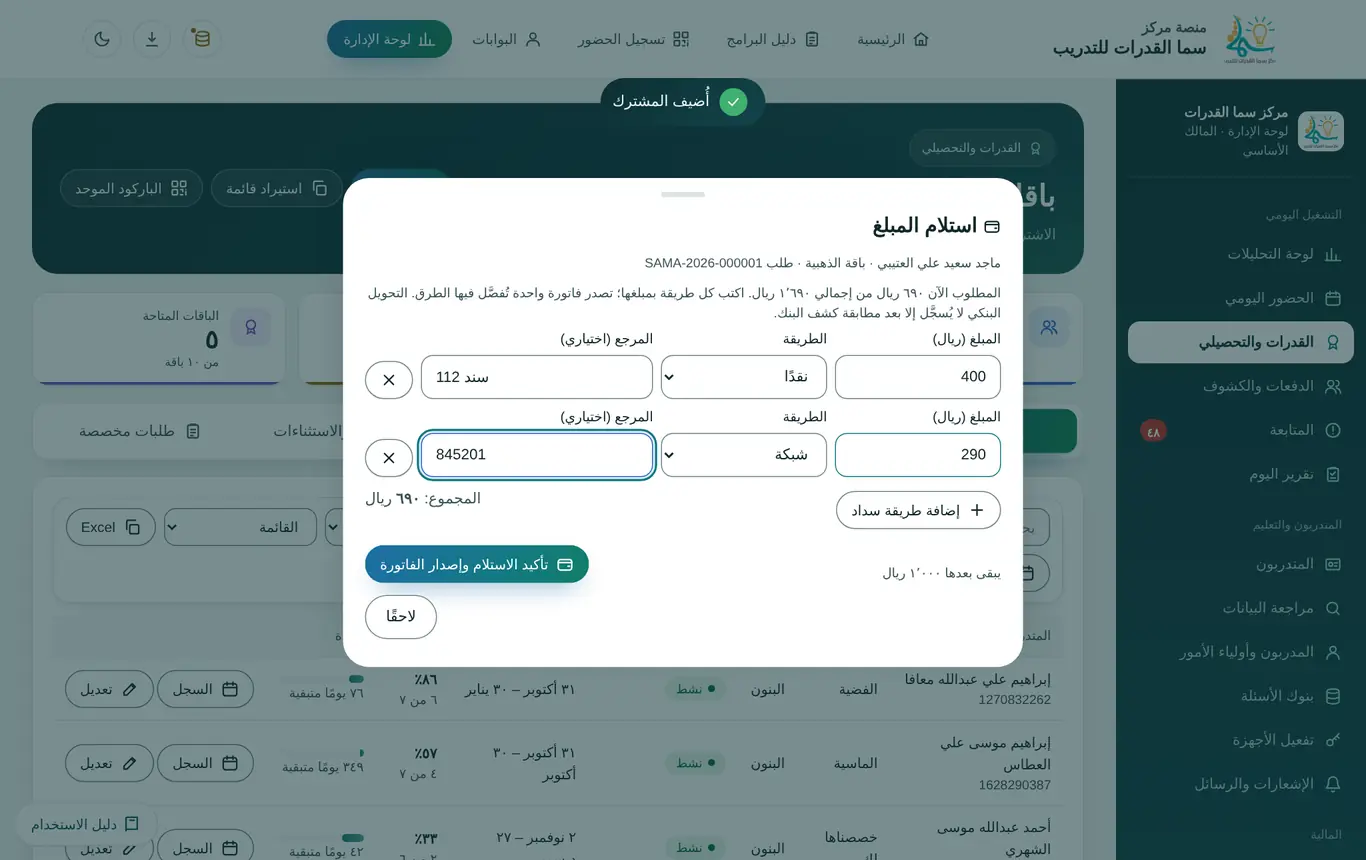 منصة مركز
سما القدرات للتدريب
الرئيسية
دليل البرامج
تسجيل الحضور
البوابات
لوحة الإدارة
أُضيف المشترك
مركز سما القدرات
لوحة الإدارة · المالك
الأساسي
التشغيل اليومي
لوحة التحليلات
الحضور اليومي
القدرات والتحصيلي
الدفعات والكشوف
المتابعة
٤٨
تقرير اليوم
المتدربون والتعليم
المتدربون
مراجعة البيانات
المدربون وأولياء الأمور
بنوك الأسئلة
تفعيل الأجهزة
الإشعارات والرسائل
المالية
القدرات والتحصيلي
استيراد قائمة
الباركود الموحد
الباقات المتاحة
٥
من ١٠ باقة
طلبات مخصصة
القائمة
Excel
استلام المبلغ
ماجد سعيد علي العتيبي · باقة الذهبية · طلب SAMA-2026-000001
المطلوب الآن ٦٩٠ ريال من إجمالي ١٬٦٩٠ ريال. اكتب كل طريقة بمبلغها؛ تصدر فاتورة واحدة تُفصَّل فيها الطرق. التحويل
البنكي لا يُسجَّل إلا بعد مطابقة كشف البنك.
المبلغ (ريال) الطريقة المرجع (اختياري)
400 نقدًا سند 112
المبلغ (ريال) الطريقة المرجع (اختياري)
290 شبكة 845201
إضافة طريقة سداد
المجموع: ٦٩٠ ريال
تأكيد الاستلام وإصدار الفاتورة
يبقى بعدها ١٬٠٠٠ ريال
لاحقًا
إبراهيم علي عبدالله معافا
1270832262
الفضية
البنون
نشط
٣١ أكتوبر – ٣٠ يناير
٨٦٪
٦ من ٧
٧٦ يومًا متبقية
السجل
تعديل
إبراهيم موسى علي
العطاس
1628290387
الماسية
البنون
نشط
٣١ أكتوبر – ٣٠
أكتوبر
٥٧٪
٤ من ٧
٣٤٩ يومًا متبقية
السجل
تعديل
أحمد عبدالله موسى
الشهري
خصصناها
البنون
نشط
٢ نوفمبر – ٢٧
٣٣٪
٤٢ يومًا متبقية
السجل
تعديل
دليل الاستخدام